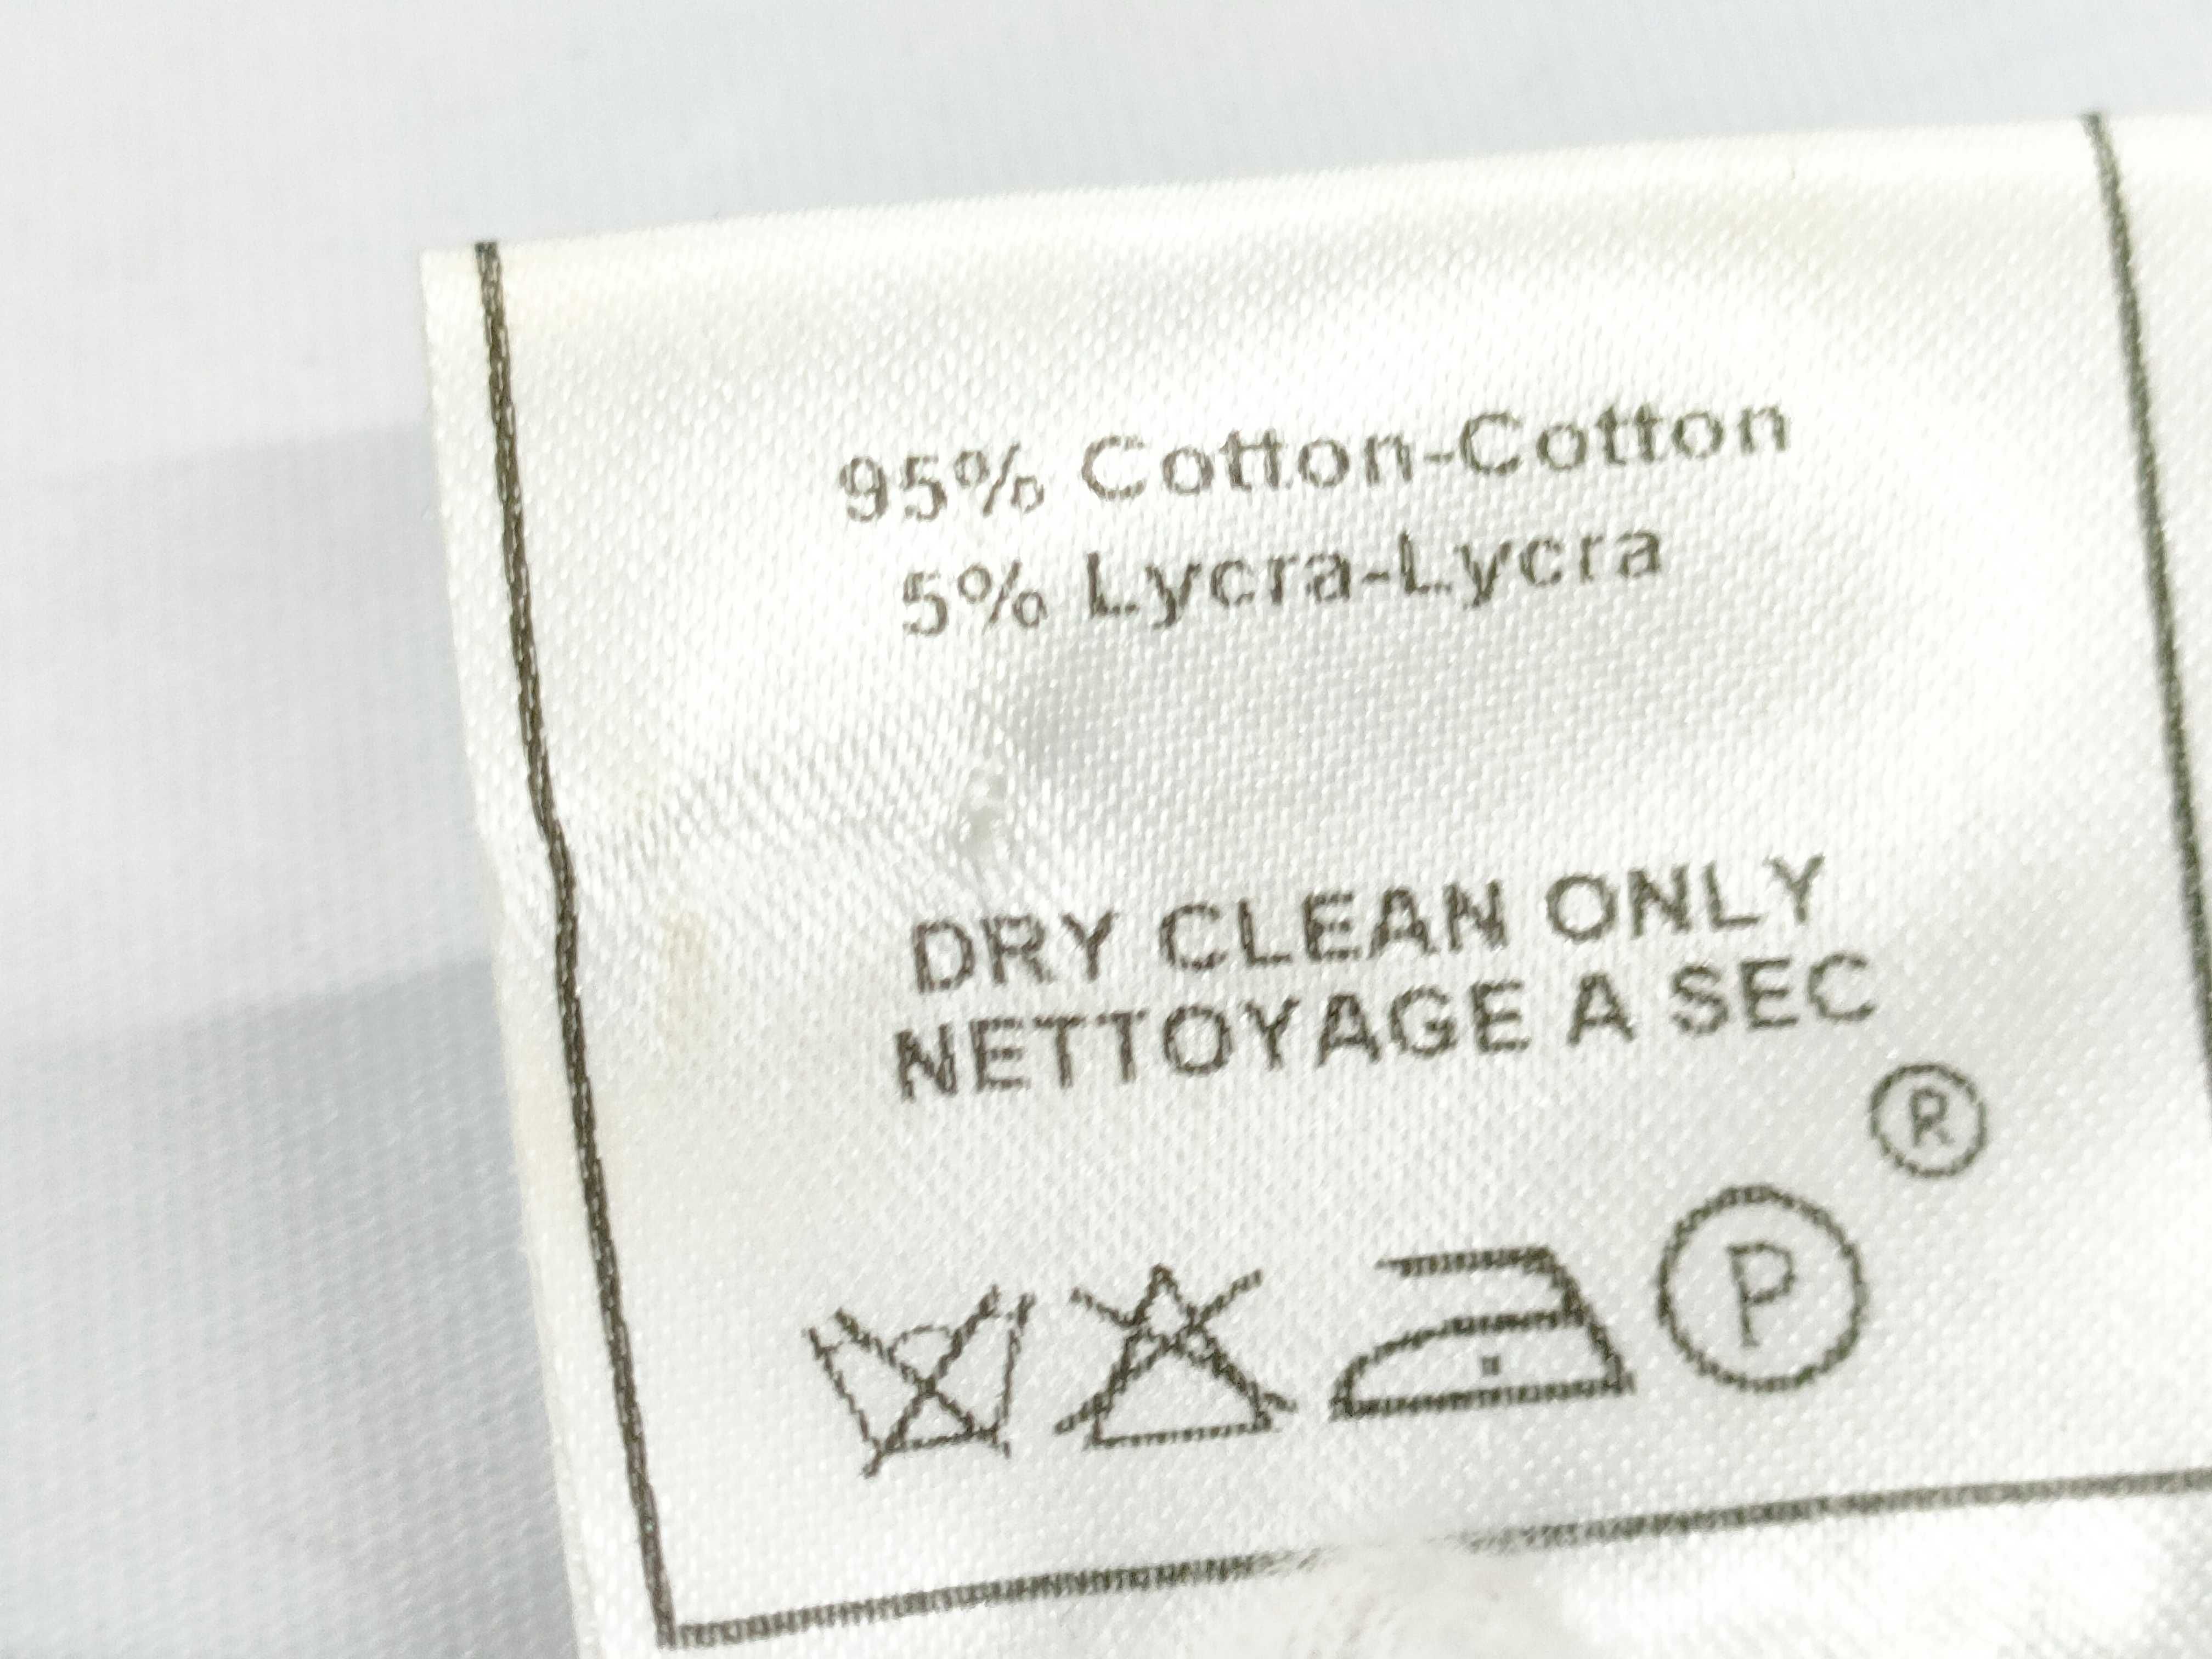 95% Cotton-Cotton
5% Lycra-Lycra
DRY CLEAN ONLY
NETTOYAGE A SEC
®
P